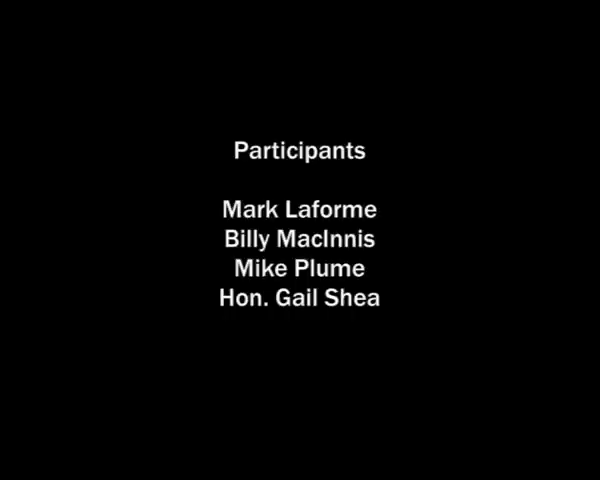 Participants
Mark Laforme
Billy MacInnis
Mike Plume
Hon. Gail Shea